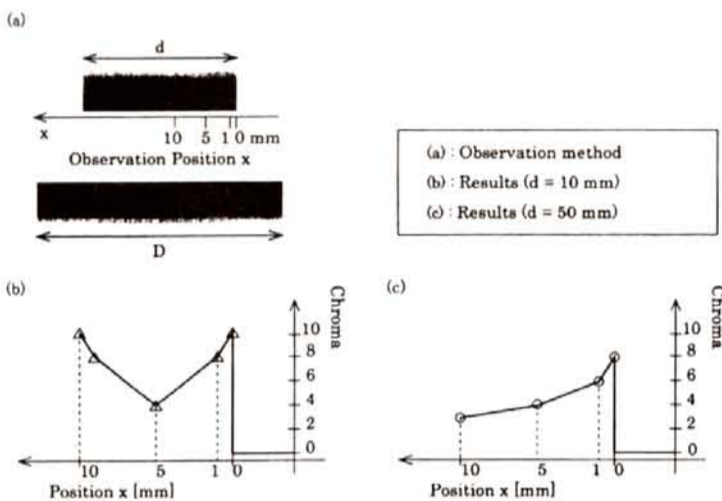 (a)
d
x
10 5 1 0 mm
Observation Position x
D
(a) : Observation method
(b) : Results (d = 10 mm)
(c) : Results (d = 50 mm)
(b)
Chroma
10
8
6
4
2
0
10 5 1 0
Position x [mm]
(c)
Chroma
10
8
6
4
2
0
10 5 1 0
Position x [mm]